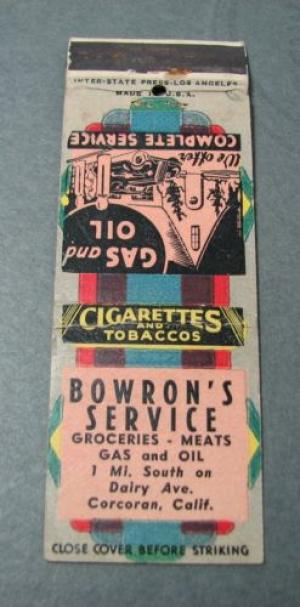 INTER-STATE PRESS-LOS ANGELES
MADE IN U.S.A.
We offer
COMPLETE SERVICE
GAS and
OIL
CIGARETTES
AND
TOBACCOS
BOWRON'S
SERVICE
GROCERIES - MEATS
GAS and OIL
1 Mi. South on
Dairy Ave.
Corcoran, Calif.
CLOSE COVER BEFORE STRIKING